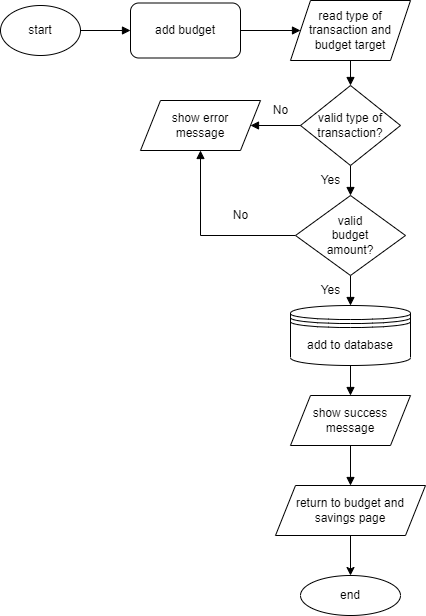 start
add budget
read type of
transaction and
budget target
No
valid type of
transaction?
show error
message
Yes
No
valid
budget
amount?
Yes
add to database
show success
message
return to budget and
savings page
end